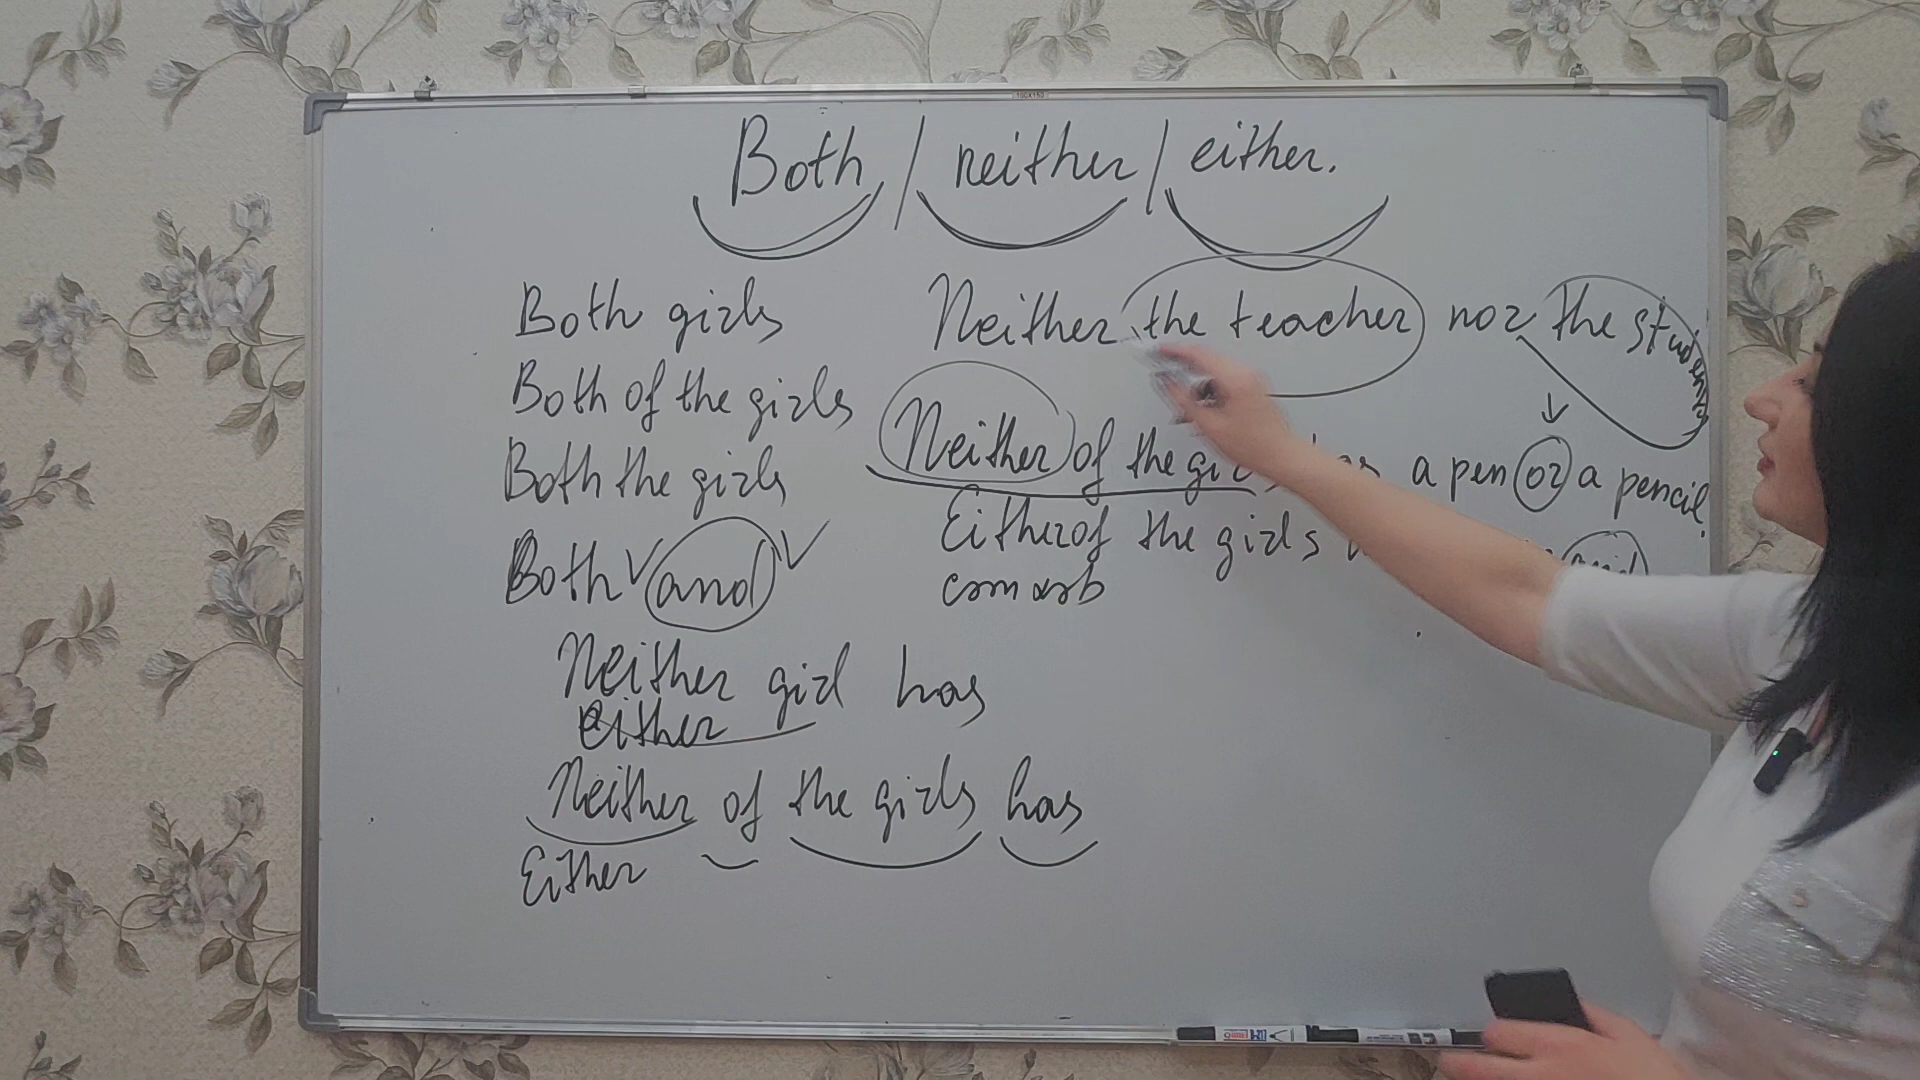 Both / neither / either.
Both girls
Both of the girls
Both the girls
Both V and V
Neither girl has
either
Neither of the girls has
Either
Neither the teacher nor the students
Neither of the a pen or a pencil.
Either of the girls and